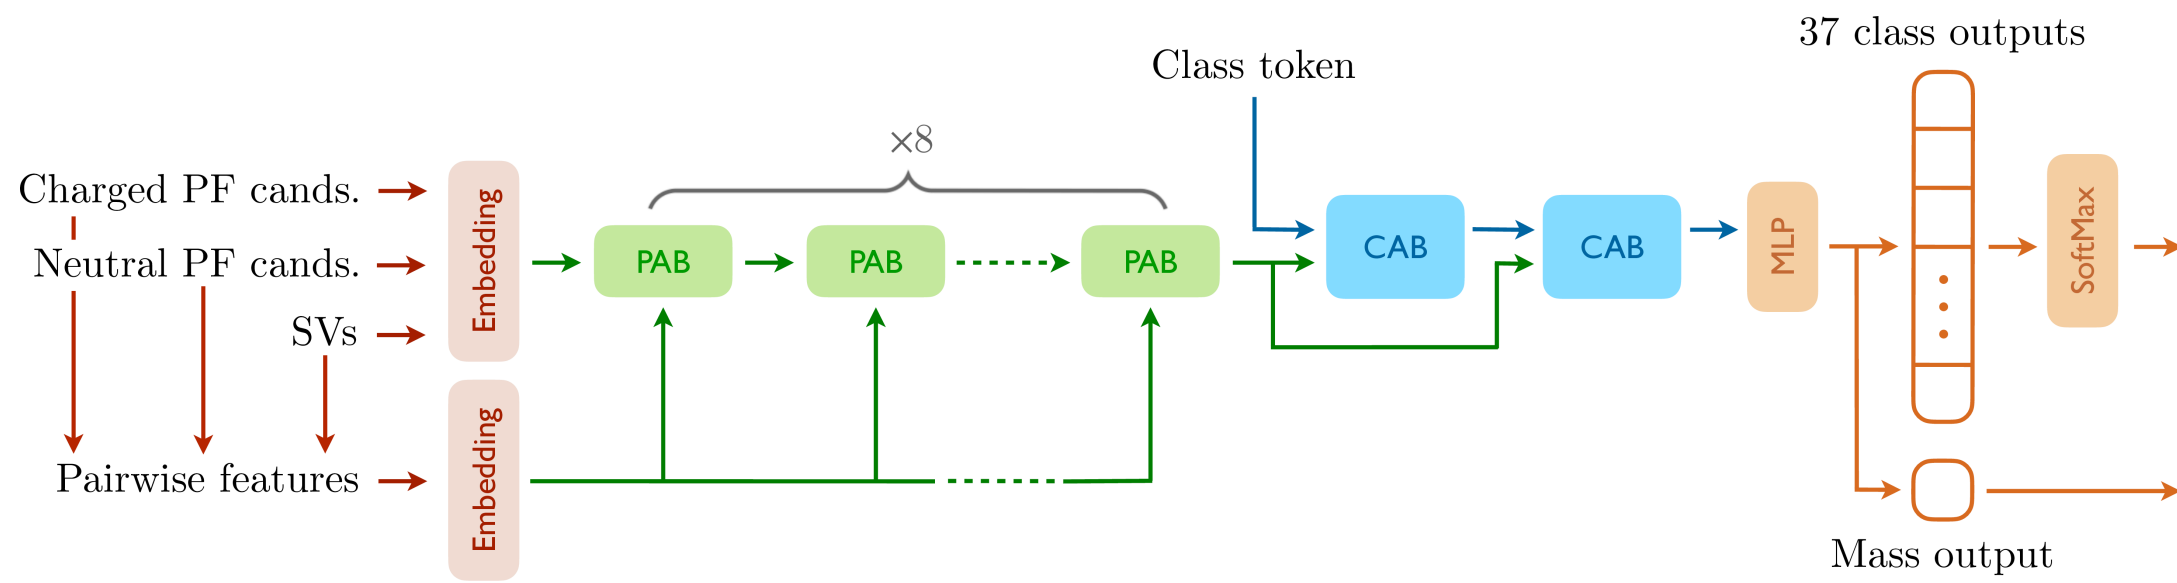 37 class outputs
Class token
×8
Charged PF cands.
Neutral PF cands.
SVs
Pairwise features
Embedding
Embedding
PAB
PAB
PAB
CAB
CAB
MLP
SoftMax
Mass output